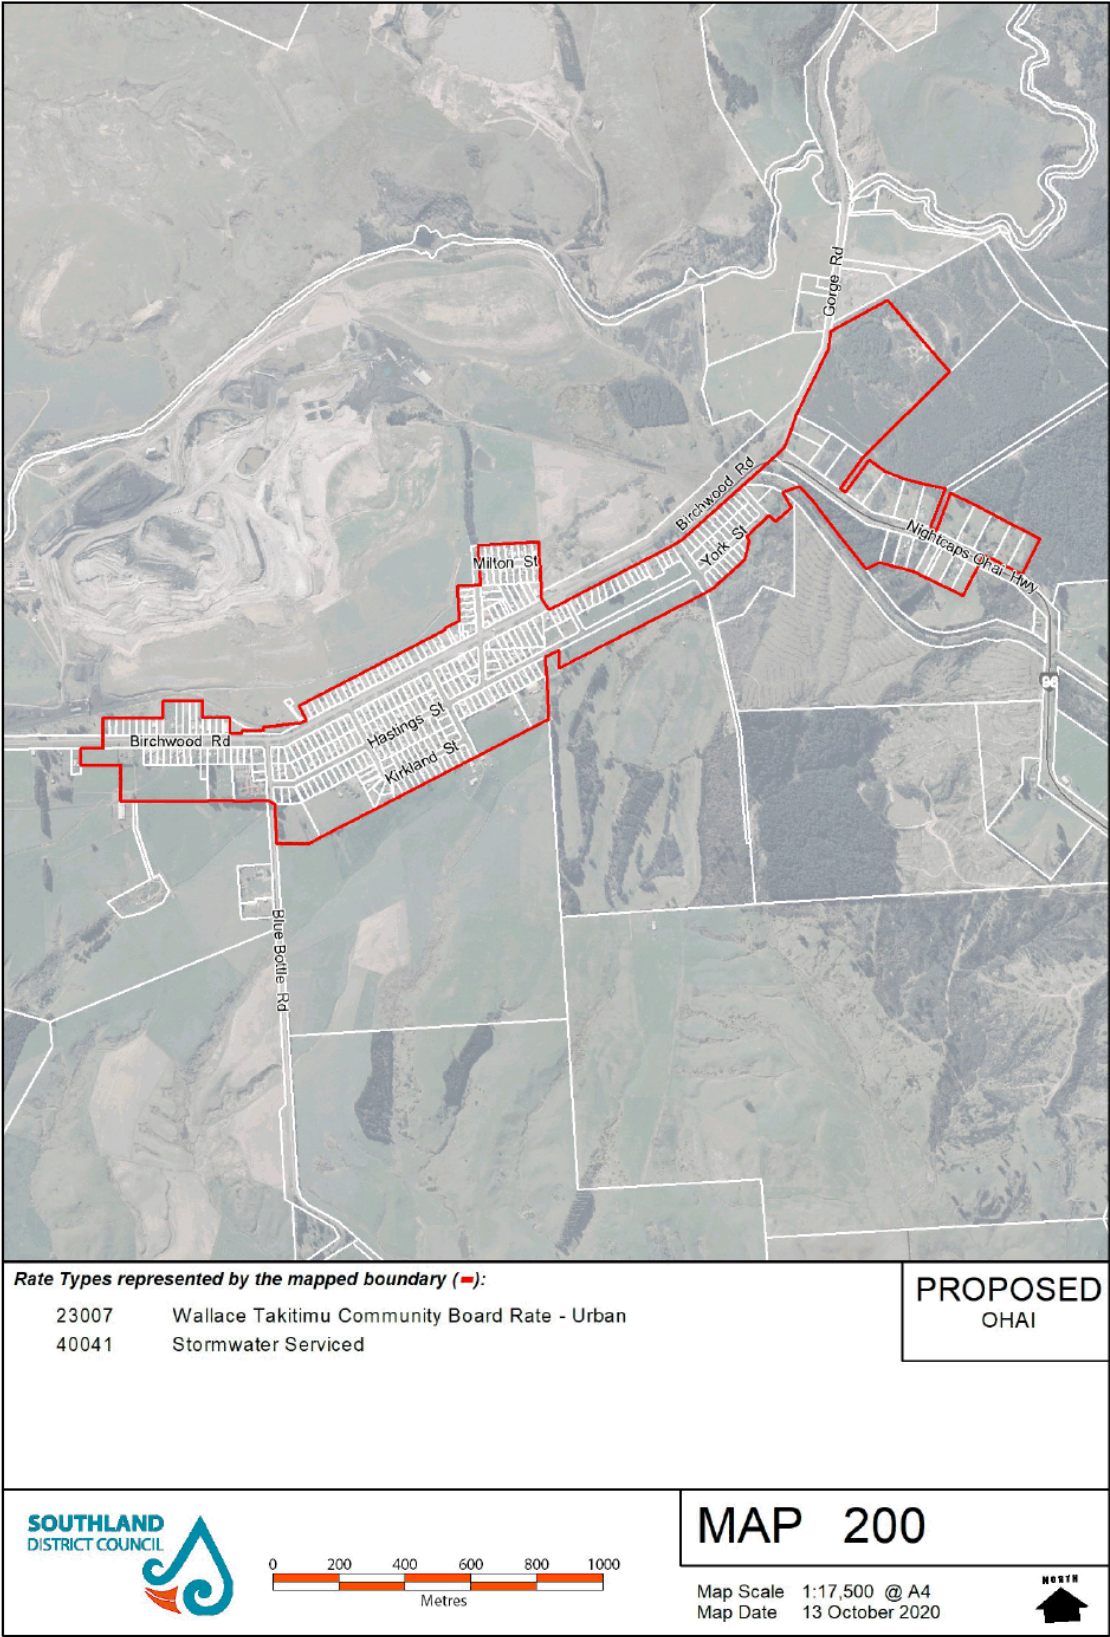 Gorge Rd
Birchwood Rd
York St
Nightcaps-Ohai Hwy
Milton St
96
Birchwood Rd
Hastings St
Kirkland St
Blue Bottle Rd
Rate Types represented by the mapped boundary (-):
23007 Wallace Takitimu Community Board Rate - Urban
40041 Stormwater Serviced
PROPOSED
OHAI
SOUTHLAND
DISTRICT COUNCIL
0 200 400 600 800 1000
Metres
MAP 200
Map Scale 1:17,500 @ A4
Map Date 13 October 2020
NORTH